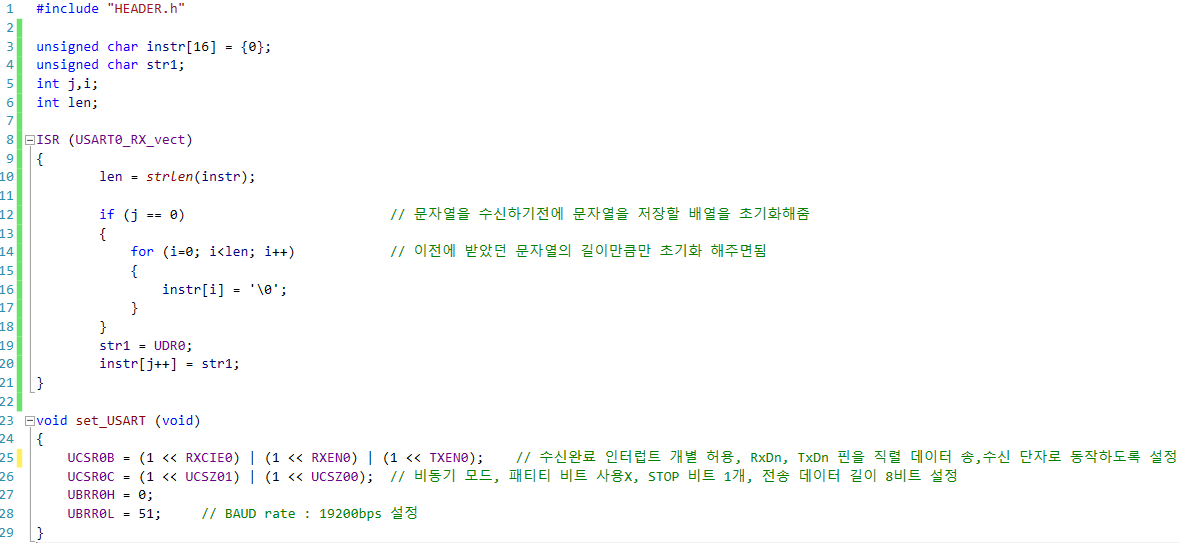 1 #include "HEADER.h"
2
3 unsigned char instr[16] = {0};
4 unsigned char str1;
5 int j,i;
6 int len;
7
8 ISR (USART0_RX_vect)
9 {
10 len = strlen(instr);
11
12 if (j == 0) // 문자열을 수신하기전에 문자열을 저장할 배열을 초기화해줌
13 {
14 for (i=0; i<len; i++) // 이전에 받았던 문자열의 길이만큼만 초기화 해주면됨
15 {
16 instr[i] = '\0';
17 }
18 }
19 str1 = UDR0;
20 instr[j++] = str1;
21 }
22
23 void set_USART (void)
24 {
25 UCSR0B = (1 << RXCIE0) | (1 << RXEN0) | (1 << TXEN0); // 수신완료 인터럽트 개별 허용, RxDn, TxDn 핀을 직렬 데이터 송,수신 단자로 동작하도록 설정
26 UCSR0C = (1 << UCSZ01) | (1 << UCSZ00); // 비동기 모드, 패티티 비트 사용X, STOP 비트 1개, 전송 데이터 길이 8비트 설정
27 UBRR0H = 0;
28 UBRR0L = 51; // BAUD rate : 19200bps 설정
29 }